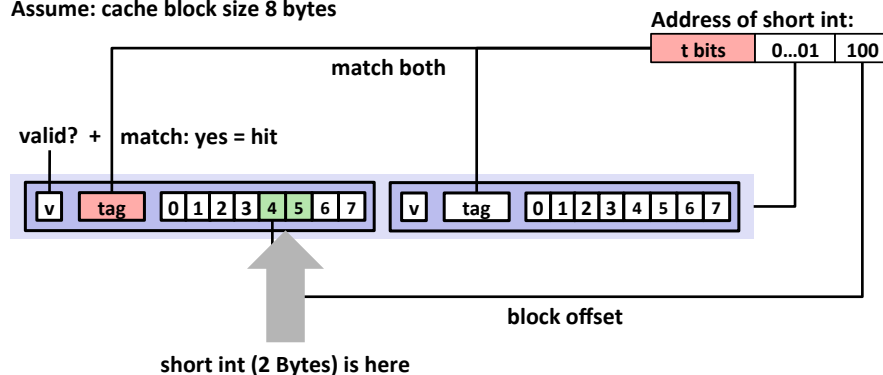 Assume: cache block size 8 bytes
Address of short int:
t bits 0...01 100
match both
valid? + match: yes = hit
v tag 0 1 2 3 4 5 6 7 v tag 0 1 2 3 4 5 6 7
block offset
short int (2 Bytes) is here